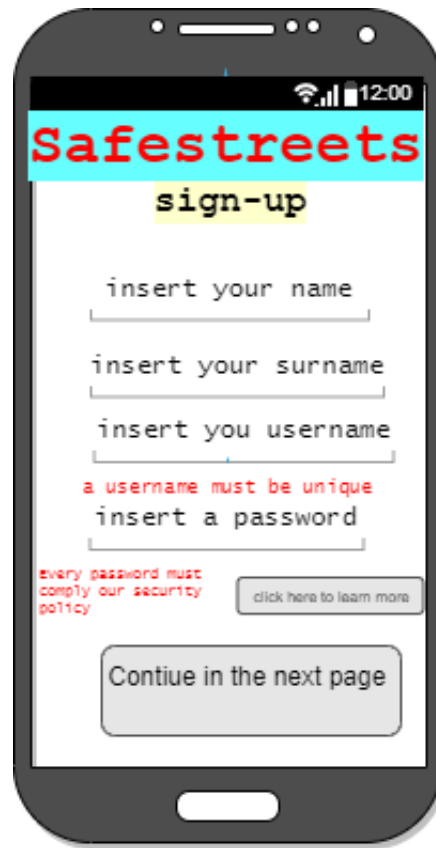 12:00
Safestreets
sign-up
insert your name
insert your surname
insert you username
a username must be unique
insert a password
Every password must
comply our security
policy
click here to learn more
Contiue in the next page